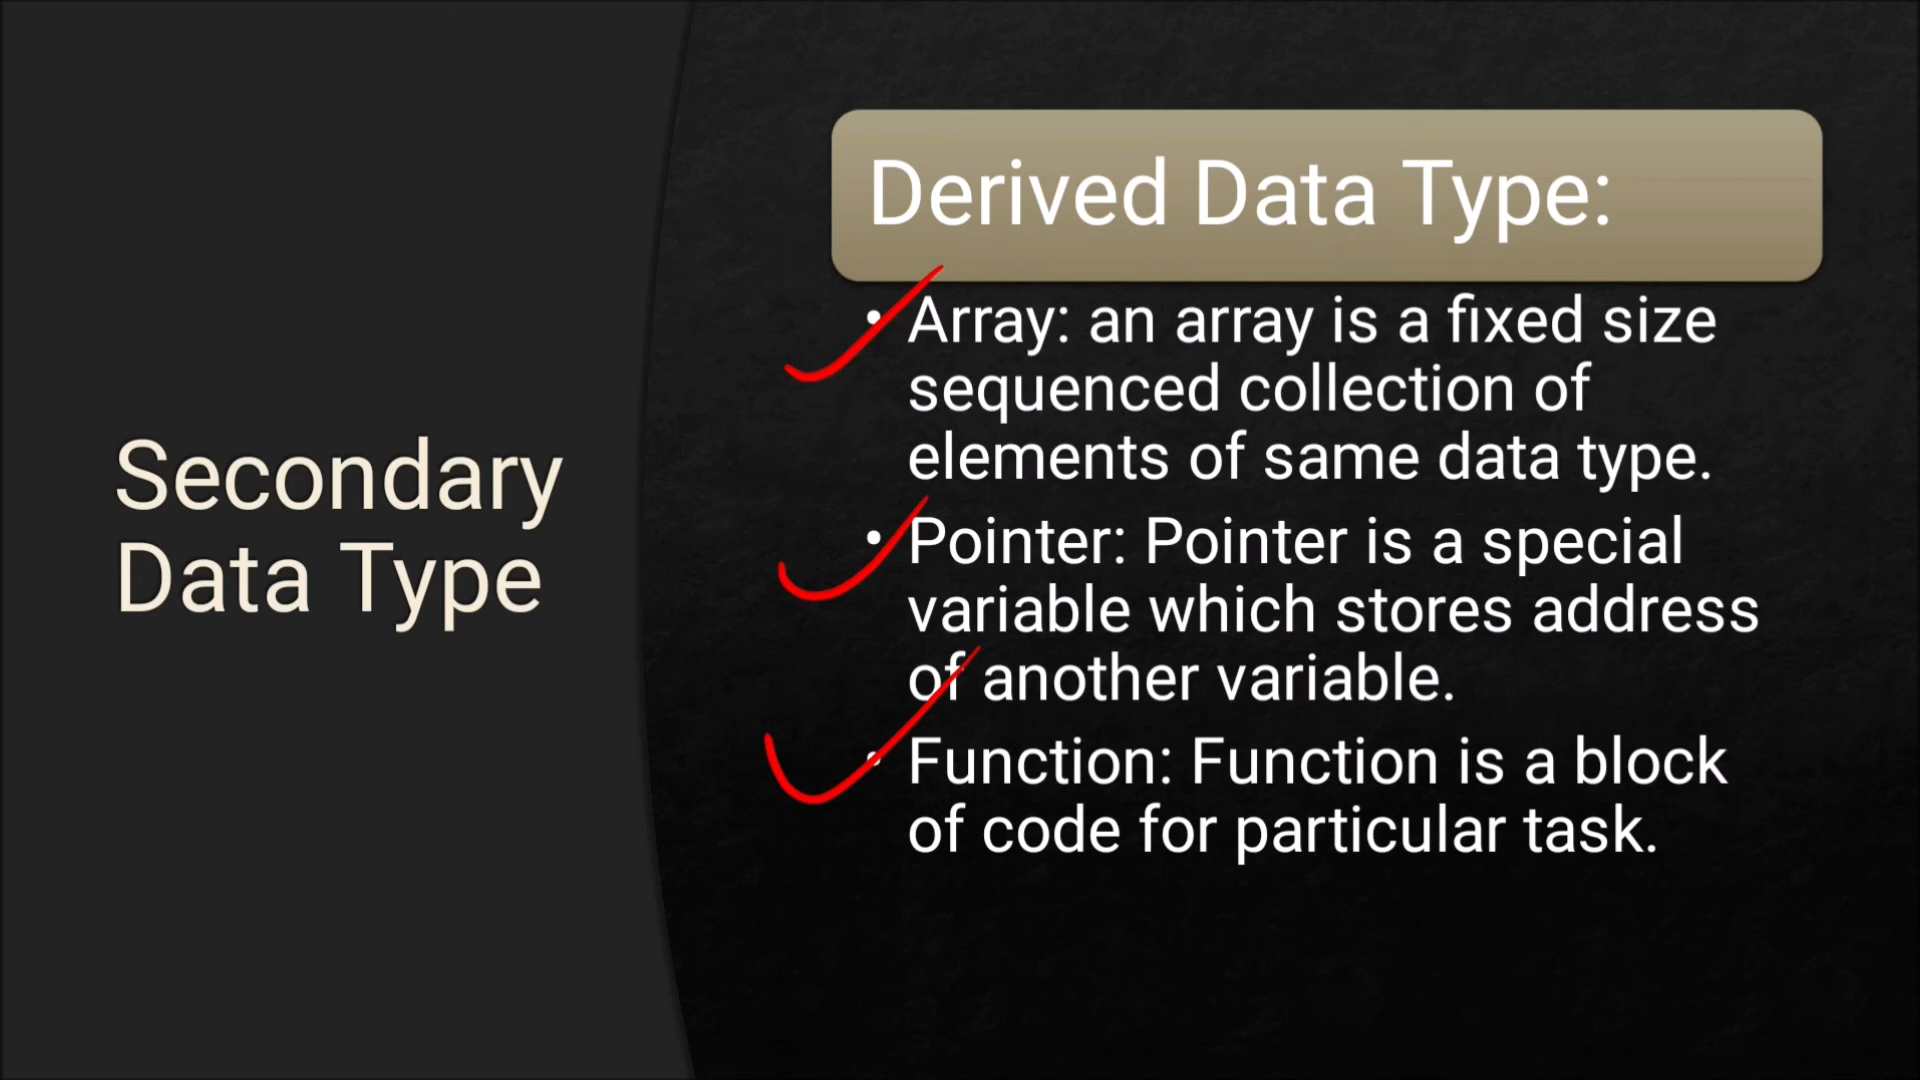 Secondary
Data Type
Derived Data Type:
• Array: an array is a fixed size
sequenced collection of
elements of same data type.
• Pointer: Pointer is a special
variable which stores address
of another variable.
• Function: Function is a block
of code for particular task.